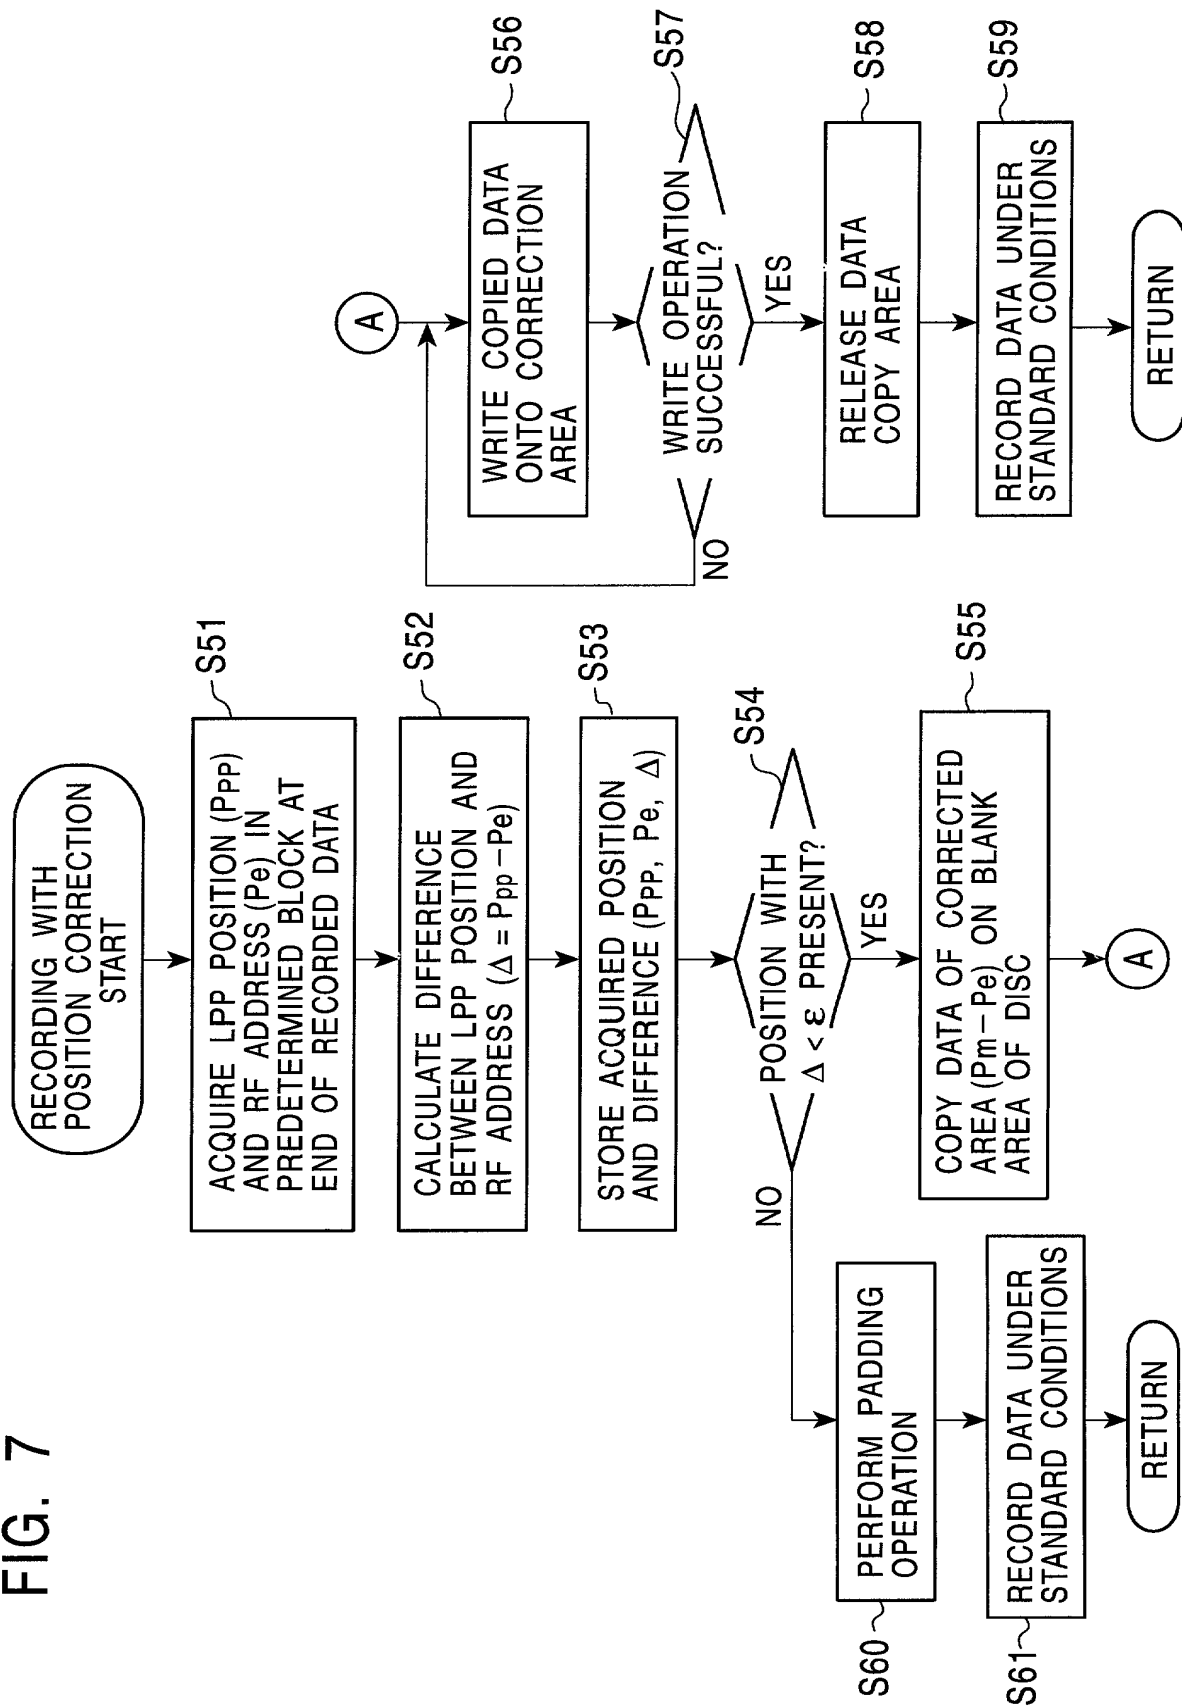 FIG. 7
RECORDING WITH
POSITION CORRECTION
START
S51
ACQUIRE LPP POSITION (PPP)
AND RF ADDRESS (Pe) IN
PREDETERMINED BLOCK AT
END OF RECORDED DATA
S52
CALCULATE DIFFERENCE
BETWEEN LPP POSITION AND
RF ADDRESS (Δ = Ppp-Pe)
S53
STORE ACQUIRED POSITION
AND DIFFERENCE (PPP, Pe, Δ)
S54
POSITION WITH
Δ < ε PRESENT?
NO
YES
S55
COPY DATA OF CORRECTED
AREA (Pm-Pe) ON BLANK
AREA OF DISC
A
S60
PERFORM PADDING
OPERATION
S61
RECORD DATA UNDER
STANDARD CONDITIONS
RETURN
A
S56
WRITE COPIED DATA
ONTO CORRECTION
AREA
S57
WRITE OPERATION
SUCCESSFUL?
NO
YES
S58
RELEASE DATA
COPY AREA
S59
RECORD DATA UNDER
STANDARD CONDITIONS
RETURN